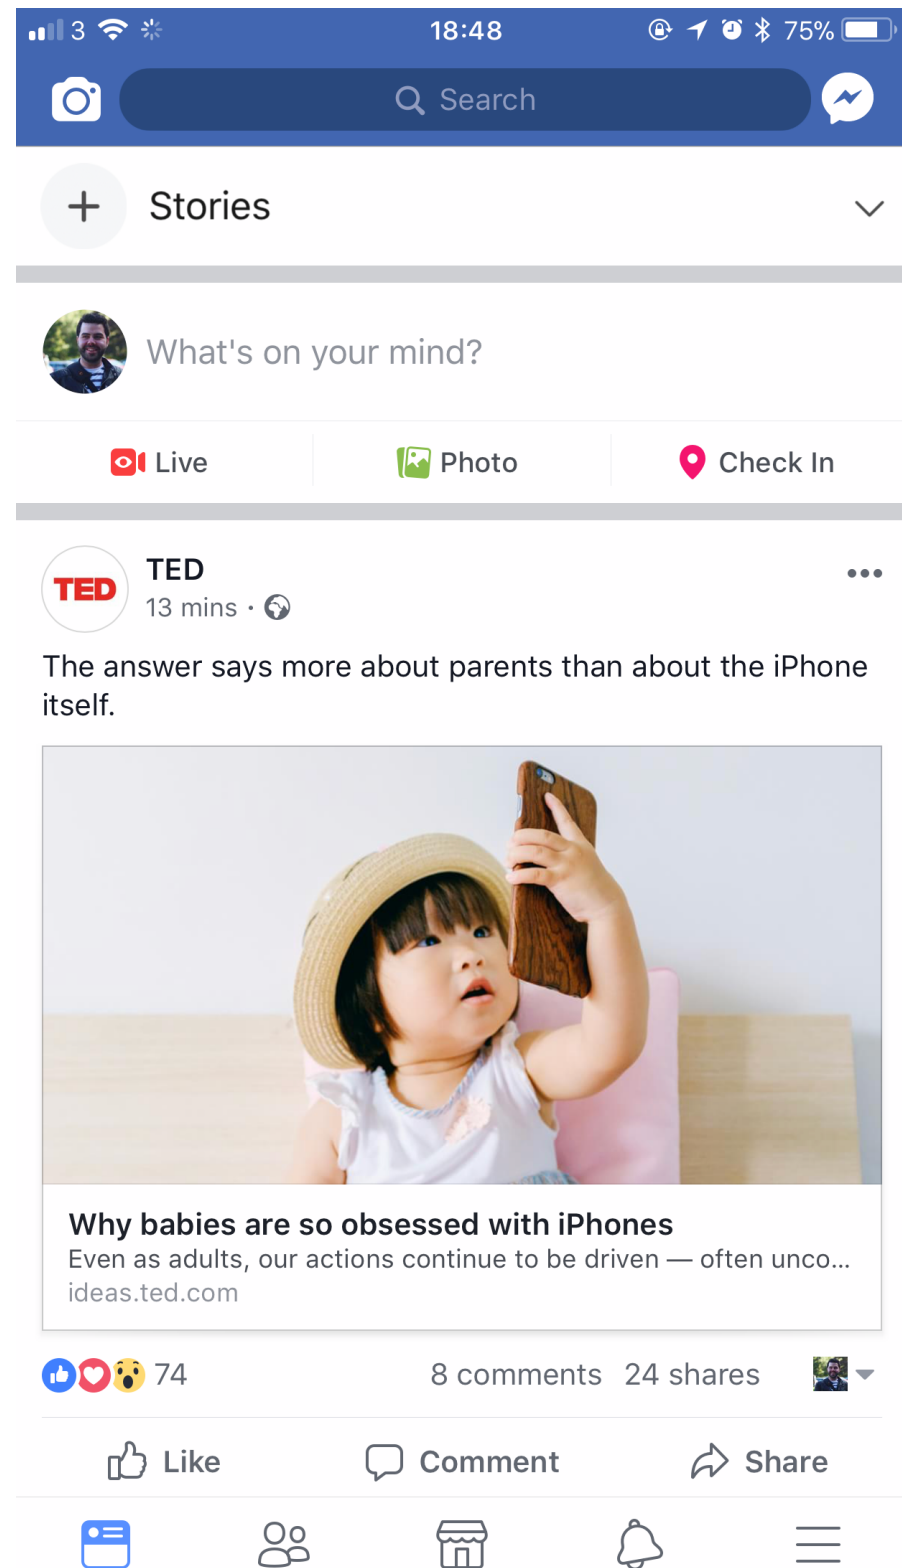 3 18:48 75%
Search
Stories
What's on your mind?
Live Photo Check In
TED
TED
13 mins ·
The answer says more about parents than about the iPhone
itself.
Why babies are so obsessed with iPhones
Even as adults, our actions continue to be driven — often unco...
ideas.ted.com
74 8 comments 24 shares
Like Comment Share